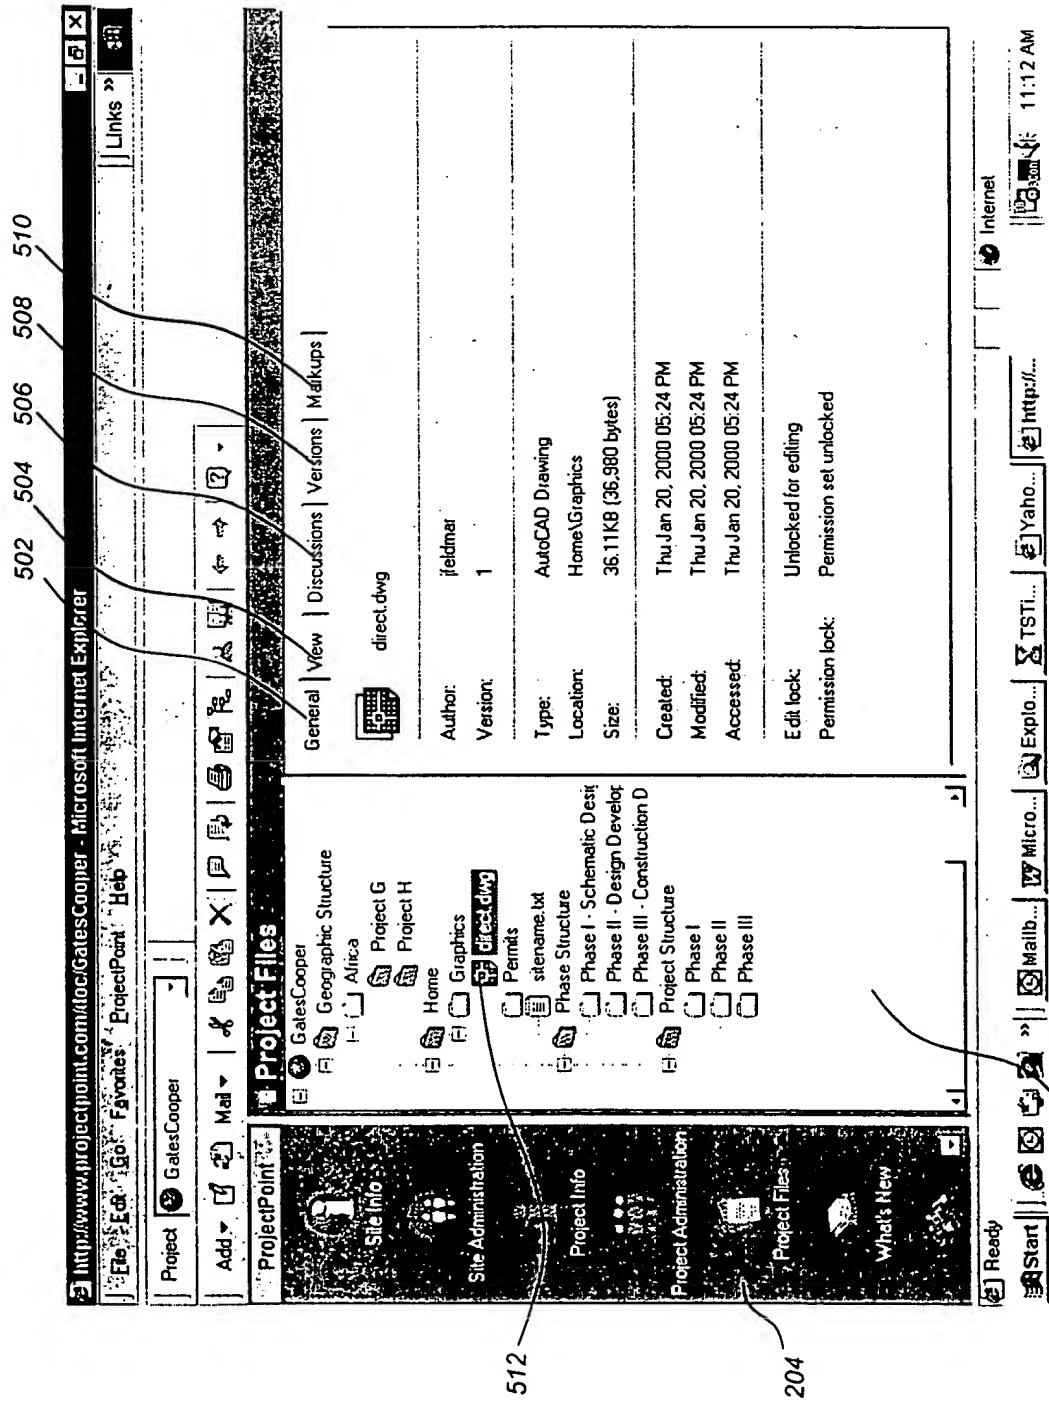 502 504 506 508 510
http://www.projectpoint.com/loc/GatesCooper - Microsoft Internet Explorer
File Edit Go Favorites ProjectPoint Help
Links »
Project GatesCooper
Add Mail
ProjectPoint
Project Files
Site Info
Site Administration
Project Info
Project Administration
Project Files
What's New
GatesCooper
Geographic Structure
Africa
Project G
Project H
Home
Graphics
direct.dwg
Permits
sitename.txt
Phase Structure
Phase I - Schematic Desig
Phase II - Design Develop
Phase III - Construction D
Project Structure
Phase I
Phase II
Phase III
General | View | Discussions | Versions | Markups |
direct.dwg
Author: jfeldmar
Version: 1
Type: AutoCAD Drawing
Location: Home\Graphics
Size: 36.11KB (36,980 bytes)
Created: Thu Jan 20, 2000 05:24 PM
Modified: Thu Jan 20, 2000 05:24 PM
Accessed: Thu Jan 20, 2000 05:24 PM
Edit lock: Unlocked for editing
Permission lock: Permission set unlocked
512
204
Ready
Internet
Start » Mailb... Micro... Explo... TSTi... Yaho... http://... 11:12 AM